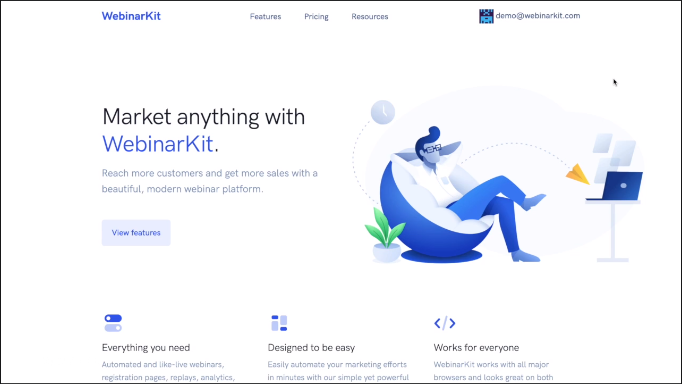 WebinarKit
Features
Pricing
Resources
demo@webinarkit.com
Market anything with
WebinarKit.
Reach more customers and get more sales with a
beautiful, modern webinar platform.
View features
Everything you need
Automated and like-live webinars,
registration pages, replays, analytics,
Designed to be easy
Easily automate your marketing efforts
in minutes with our simple yet powerful
Works for everyone
WebinarKit works with all major
browsers and looks great on both